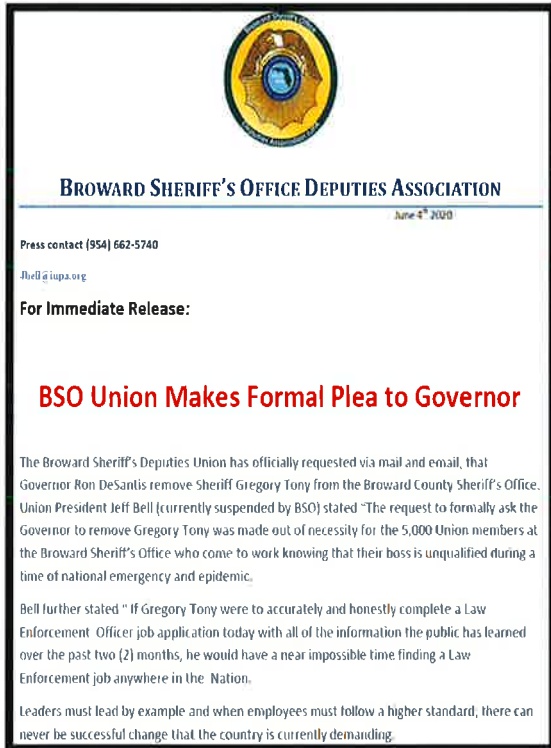 Broward Sheriff's Office
Deputies Association
BROWARD SHERIFF'S OFFICE DEPUTIES ASSOCIATION
June 4th 2020
Press contact (954) 662-5740
Jbell@iupa.org
For Immediate Release:
BSO Union Makes Formal Plea to Governor
The Broward Sheriff's Deputies Union has officially requested via mail and email, that
Governor Ron DeSantis remove Sheriff Gregory Tony from the Broward County Sheriff's Office.
Union President Jeff Bell (currently suspended by BSO) stated "The request to formally ask the
Governor to remove Gregory Tony was made out of necessity for the 5,000 Union members at
the Broward Sheriff's Office who come to work knowing that their boss is unqualified during a
time of national emergency and epidemic.
Bell further stated " If Gregory Tony were to accurately and honestly complete a Law
Enforcement Officer job application today with all of the information the public has learned
over the past two (2) months, he would have a near impossible time finding a Law
Enforcement job anywhere in the Nation.
Leaders must lead by example and when employees must follow a higher standard; there can
never be successful change that the country is currently demanding.